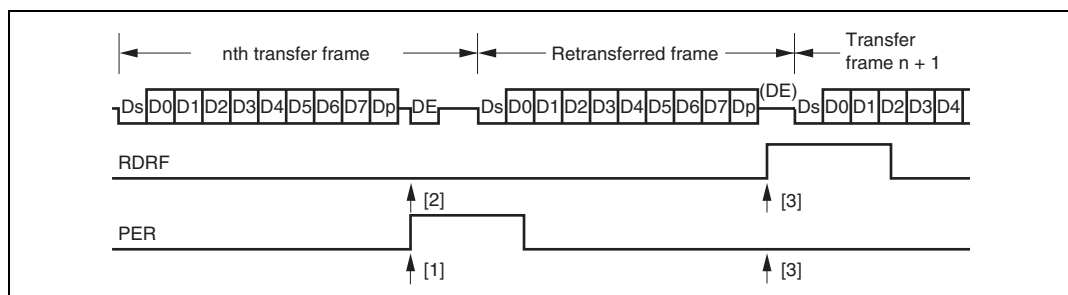 nth transfer frame Retransferred frame Transfer
frame n + 1
Ds D0 D1 D2 D3 D4 D5 D6 D7 Dp DE Ds D0 D1 D2 D3 D4 D5 D6 D7 Dp (DE) Ds D0 D1 D2 D3 D4
RDRF
[2] [3]
PER
[1] [3]